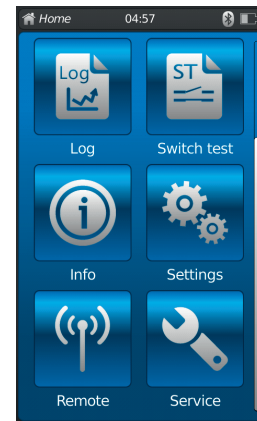 Home 04:57
Log ST
Log Switch test
Info Settings
Remote Service